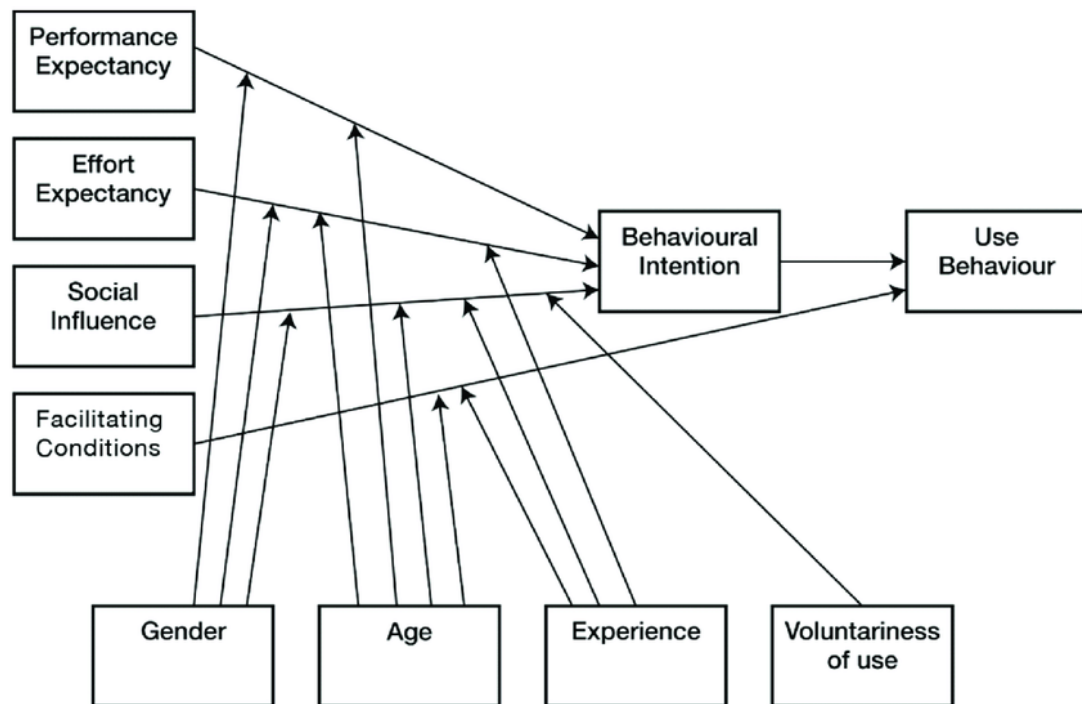 Performance
Expectancy
Effort
Expectancy
Social
Influence
Facilitating
Conditions
Behavioural
Intention
Use
Behaviour
Gender
Age
Experience
Voluntariness
of use